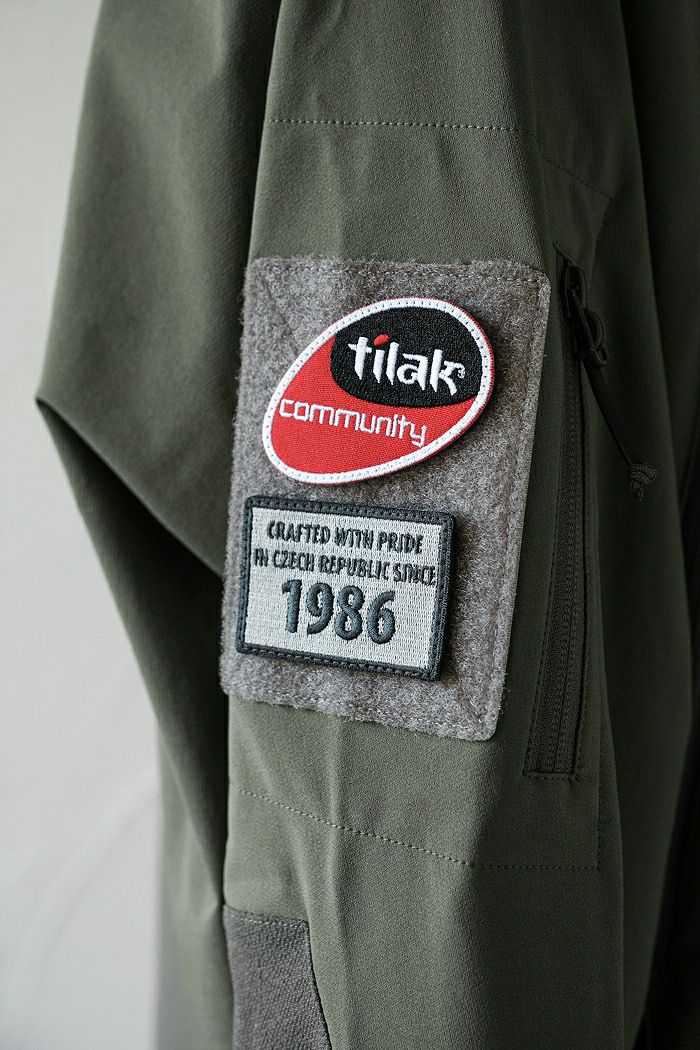 tilak
community
CRAFTED WITH PRIDE
IN CZECH REPUBLIC SINCE
1986